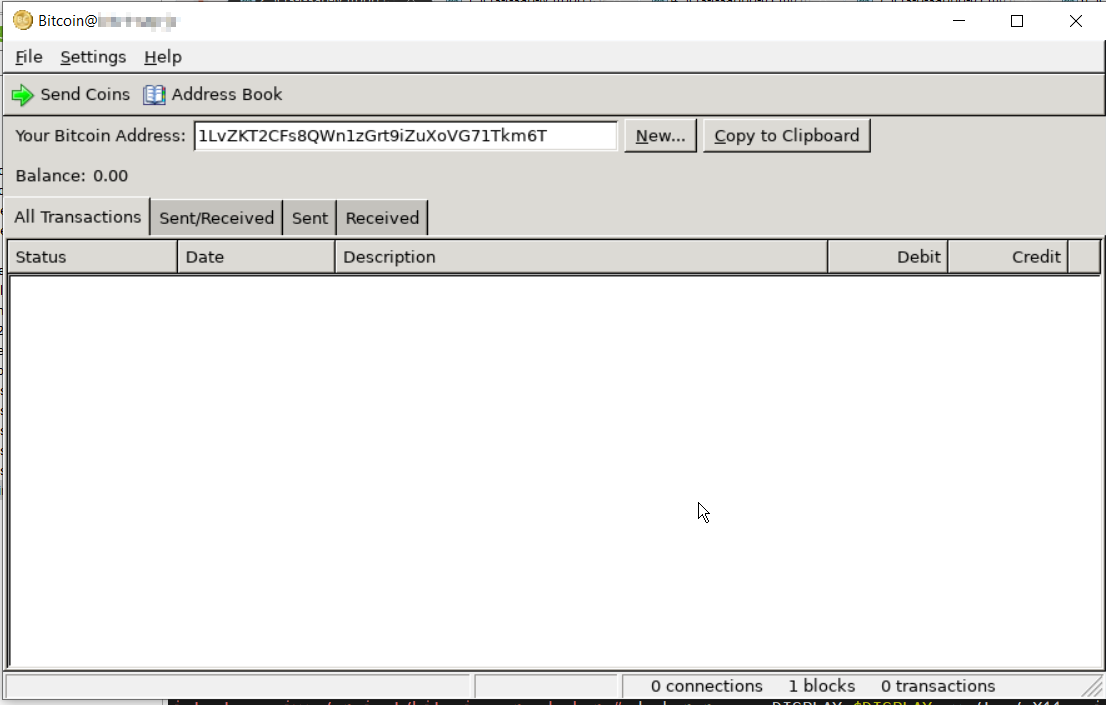 Bitcoin@
File Settings Help
Send Coins Address Book
Your Bitcoin Address: 1LvZKT2CFs8QWn1zGrt9iZuXoVG71Tkm6T New... Copy to Clipboard
Balance: 0.00
All Transactions Sent/Received Sent Received
Status Date Description Debit Credit
0 connections 1 blocks 0 transactions